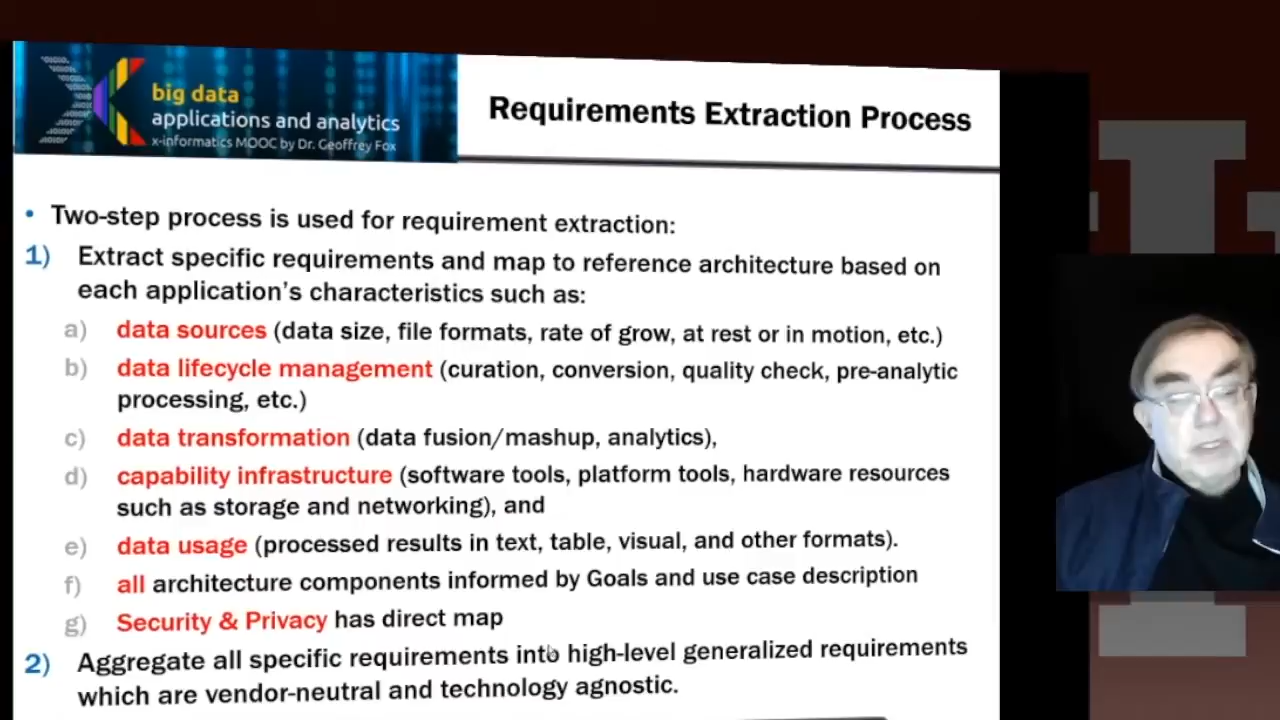 big data
applications and analytics
x-informatics MOOC by Dr. Geoffrey Fox
Requirements Extraction Process
• Two-step process is used for requirement extraction:
1) Extract specific requirements and map to reference architecture based on
each application's characteristics such as:
a) data sources (data size, file formats, rate of grow, at rest or in motion, etc.)
b) data lifecycle management (curation, conversion, quality check, pre-analytic
processing, etc.)
c) data transformation (data fusion/mashup, analytics),
d) capability infrastructure (software tools, platform tools, hardware resources
such as storage and networking), and
e) data usage (processed results in text, table, visual, and other formats).
f) all architecture components informed by Goals and use case description
g) Security & Privacy has direct map
2) Aggregate all specific requirements into high-level generalized requirements
which are vendor-neutral and technology agnostic.